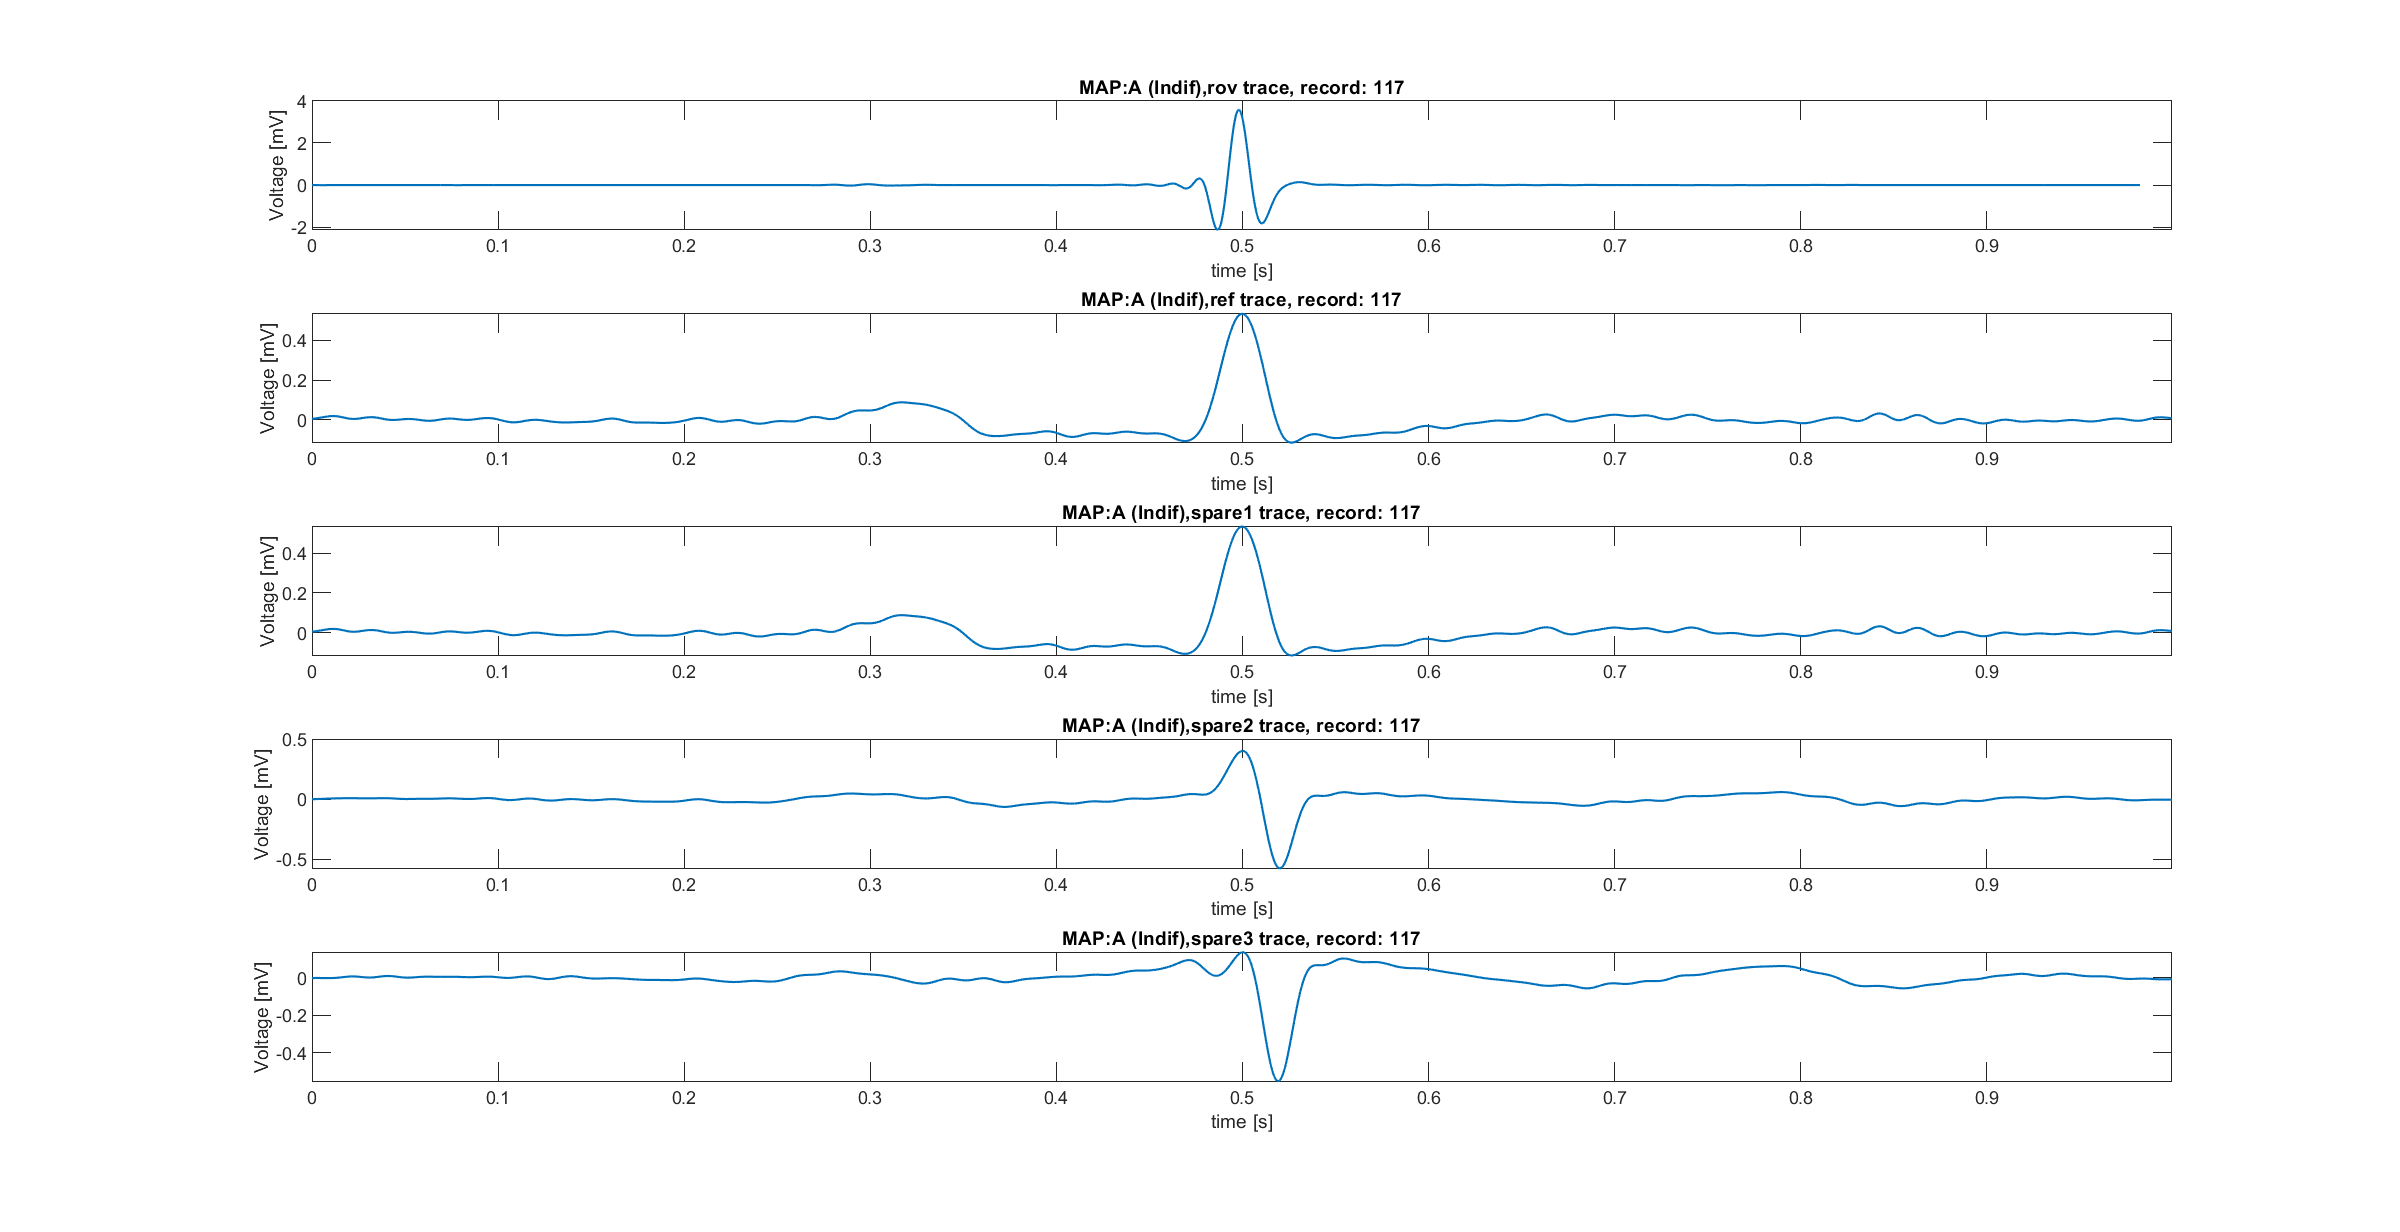 MAP:A (Indif),rov trace, record: 117
Voltage [mV]
4
2
0
-2
0 0.1 0.2 0.3 0.4 0.5 0.6 0.7 0.8 0.9
time [s]
MAP:A (Indif),ref trace, record: 117
Voltage [mV]
0.4
0.2
0
0 0.1 0.2 0.3 0.4 0.5 0.6 0.7 0.8 0.9
time [s]
MAP:A (Indif),spare1 trace, record: 117
Voltage [mV]
0.4
0.2
0
0 0.1 0.2 0.3 0.4 0.5 0.6 0.7 0.8 0.9
time [s]
MAP:A (Indif),spare2 trace, record: 117
Voltage [mV]
0.5
0
-0.5
0 0.1 0.2 0.3 0.4 0.5 0.6 0.7 0.8 0.9
time [s]
MAP:A (Indif),spare3 trace, record: 117
Voltage [mV]
0
-0.2
-0.4
0 0.1 0.2 0.3 0.4 0.5 0.6 0.7 0.8 0.9
time [s]